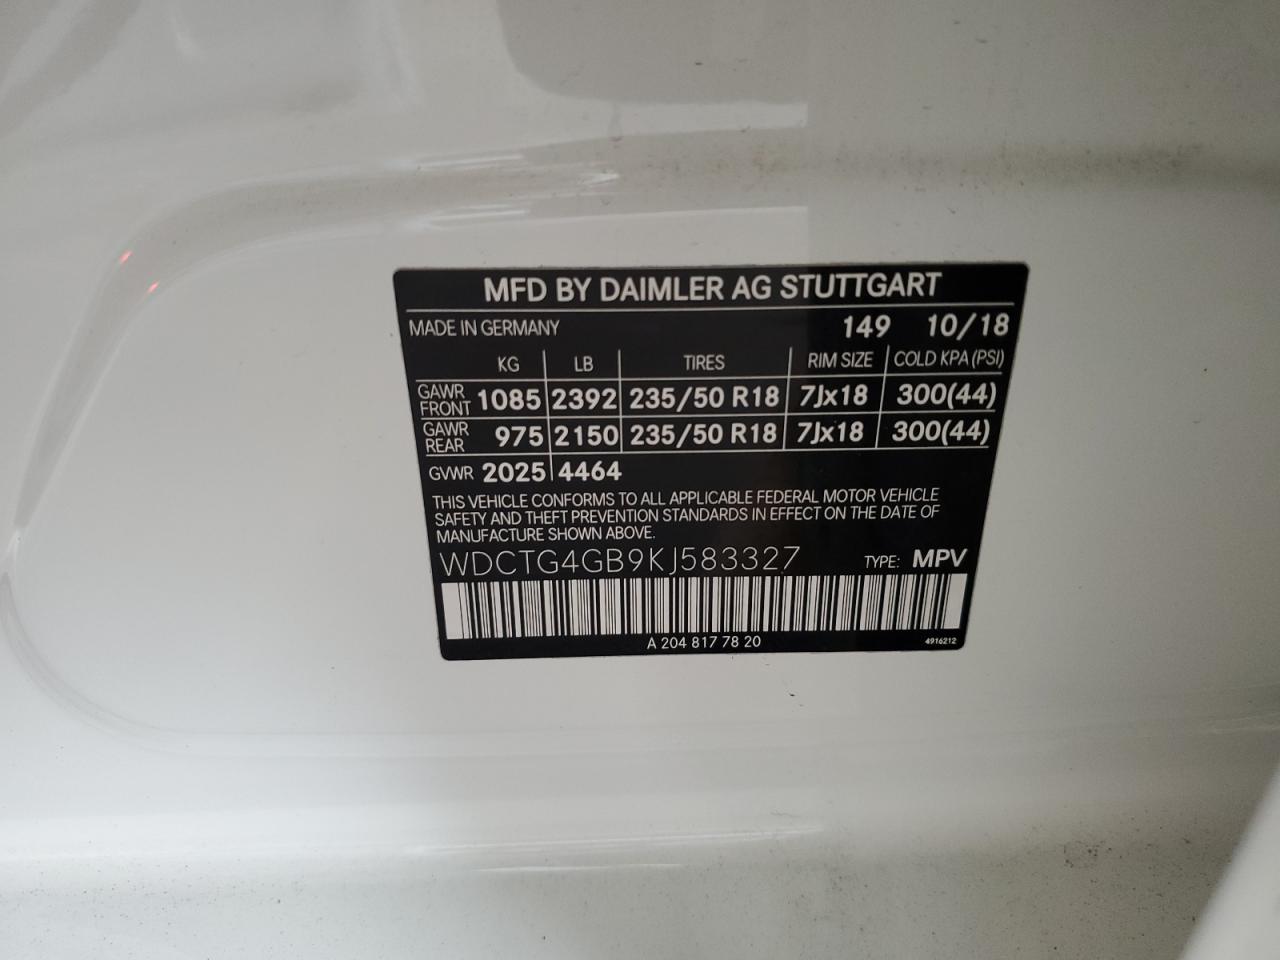 MFD BY DAIMLER AG STUTTGART
MADE IN GERMANY 149 10/18
KG LB TIRES RIM SIZE COLD KPA (PSI)
GAWR FRONT 1085 2392 235/50 R18 7Jx18 300(44)
GAWR REAR 975 2150 235/50 R18 7Jx18 300(44)
GVWR 2025 4464
THIS VEHICLE CONFORMS TO ALL APPLICABLE FEDERAL MOTOR VEHICLE
SAFETY AND THEFT PREVENTION STANDARDS IN EFFECT ON THE DATE OF
MANUFACTURE SHOWN ABOVE.
WDCTG4GB9KJ583327 TYPE: MPV
A 204 817 78 20 4916212